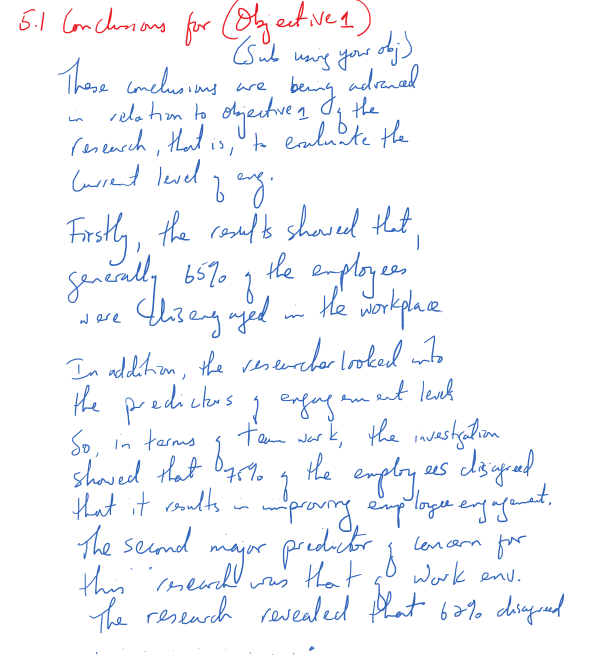 5.1 Conclusions for (Objective 1)
(Sub using your obj)
These conclusions are being advanced
in relation to objective 1 of the
research, that is, to evaluate the
Current level of eng.
Firstly, the results showed that,
generally 65% of the employees
were disengaged in the workplace
In addition, the researcher looked into
the predictors of engagement levels
So, in terms of team work, the investigation
showed that 75% of the employees disagreed
that it results in improving employee engagement.
The second major predictor of concern for
this research was that of work env.
The research revealed that 62% disagreed